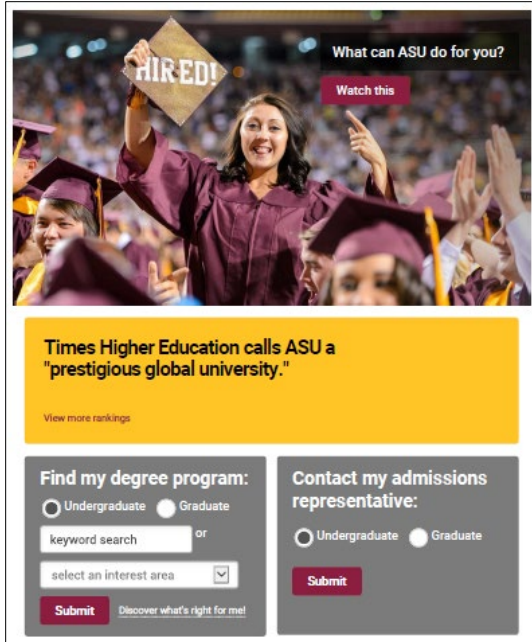 HIRED!
What can ASU do for you?
Watch this
Times Higher Education calls ASU a
"prestigious global university."
View more rankings
Find my degree program:
Undergraduate Graduate
keyword search or
select an interest area
Submit Discover what's right for me!
Contact my admissions
representative:
Undergraduate Graduate
Submit